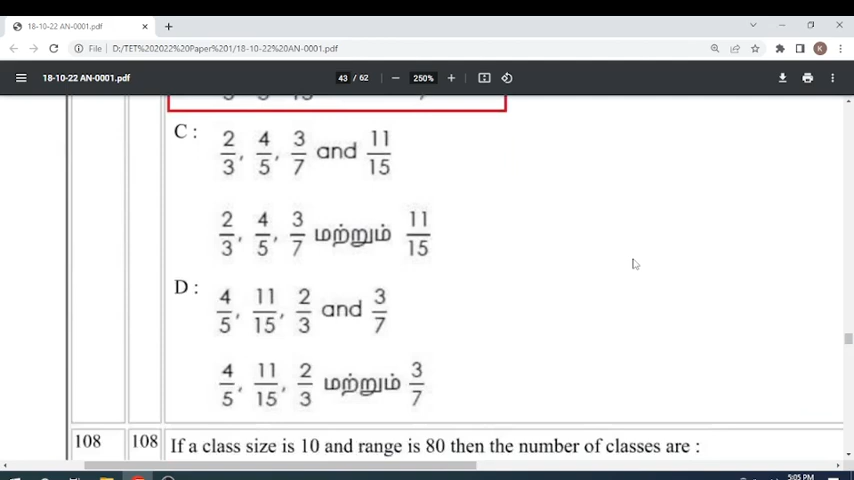 18-10-22 AN-0001.pdf
File | D:/TET%202022%20Paper%201/18-10-22%20AN-0001.pdf
K
18-10-22 AN-0001.pdf
43 / 62
250%
C :
2/3, 4/5, 3/7 and 11/15
2/3, 4/5, 3/7 மற்றும் 11/15
D :
4/5, 11/15, 2/3 and 3/7
4/5, 11/15, 2/3 மற்றும் 3/7
108 108 If a class size is 10 and range is 80 then the number of classes are :
5:05 PM